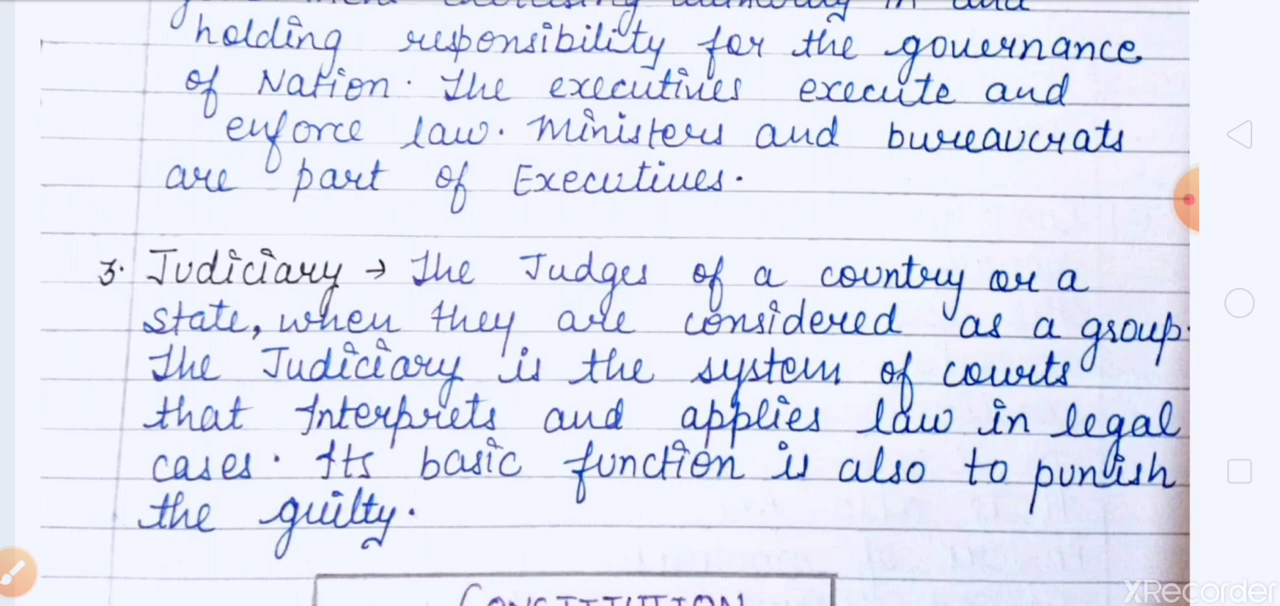 holding responsibility for the governance
of Nation. The executives execute and
enforce law. Ministers and bureaucrats
are part of Executives.
3. Judiciary → The Judges of a country or a
state, when they are considered as a group.
The Judiciary is the system of courts
that Interprets and applies law in legal
cases. Its basic function is also to punish
the guilty.
CONSTITUTION
XRecorder